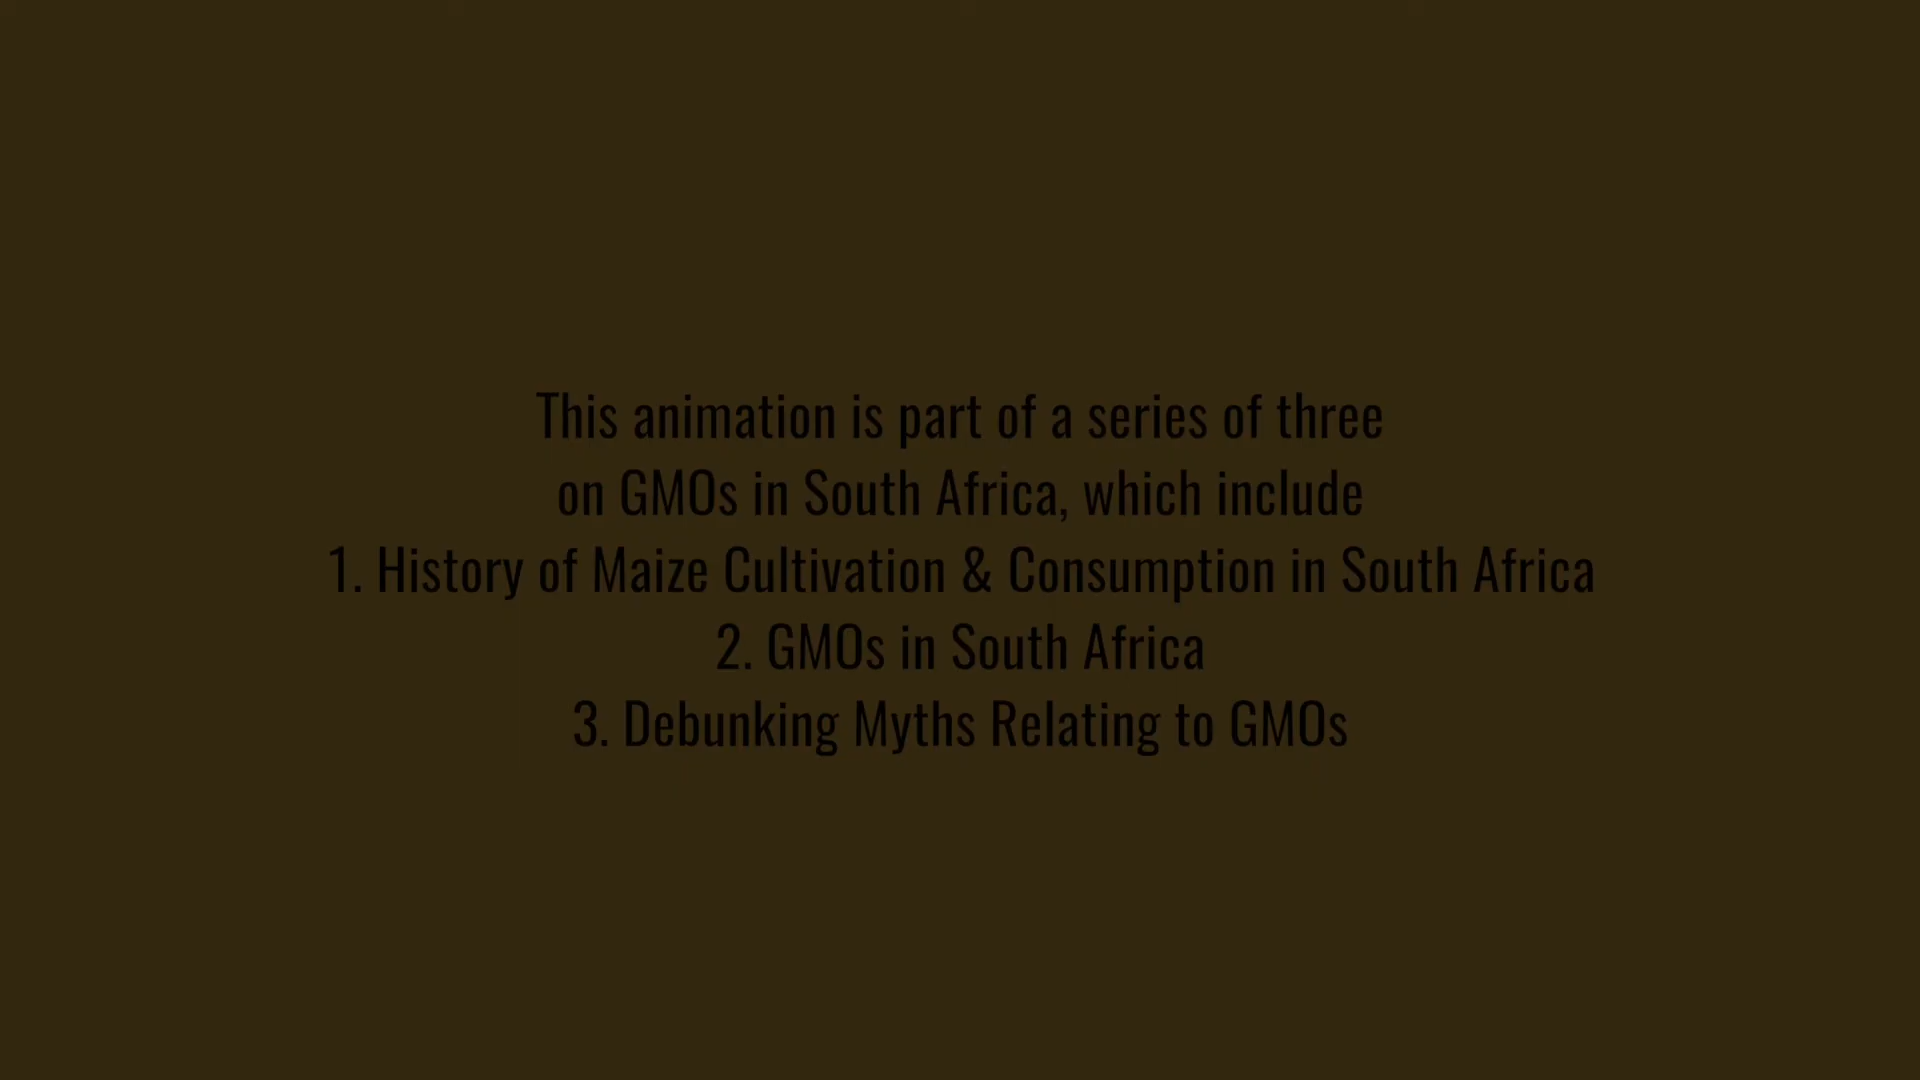 This animation is part of a series of three
on GMOs in South Africa, which include
1. History of Maize Cultivation & Consumption in South Africa
2. GMOs in South Africa
3. Debunking Myths Relating to GMOs